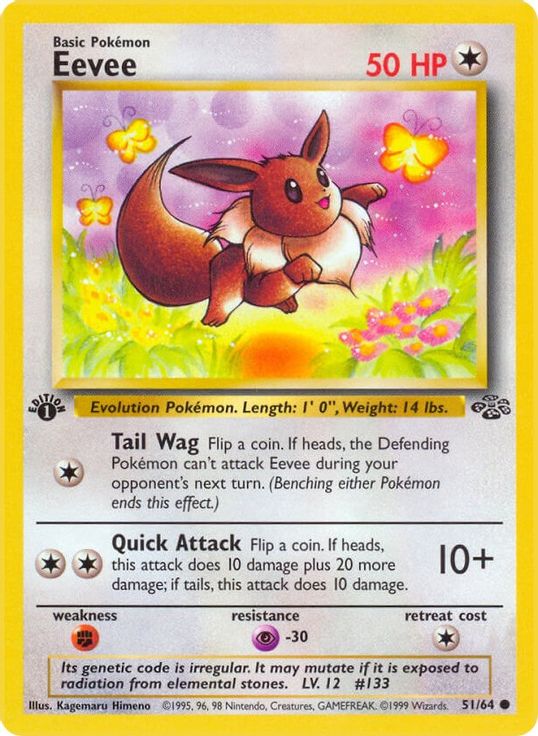 Basic Pokémon
Eevee
50 HP
EDITION
1
Evolution Pokémon. Length: 1' 0", Weight: 14 lbs.
Tail Wag Flip a coin. If heads, the Defending
Pokémon can't attack Eevee during your
opponent's next turn. (Benching either Pokémon
ends this effect.)
Quick Attack Flip a coin. If heads,
this attack does 10 damage plus 20 more
damage; if tails, this attack does 10 damage.
10+
weakness
resistance
retreat cost
-30
Its genetic code is irregular. It may mutate if it is exposed to
radiation from elemental stones. LV. 12 #133
Illus. Kagemaru Himeno ©1995, 96, 98 Nintendo, Creatures, GAMEFREAK. ©1999 Wizards. 51/64